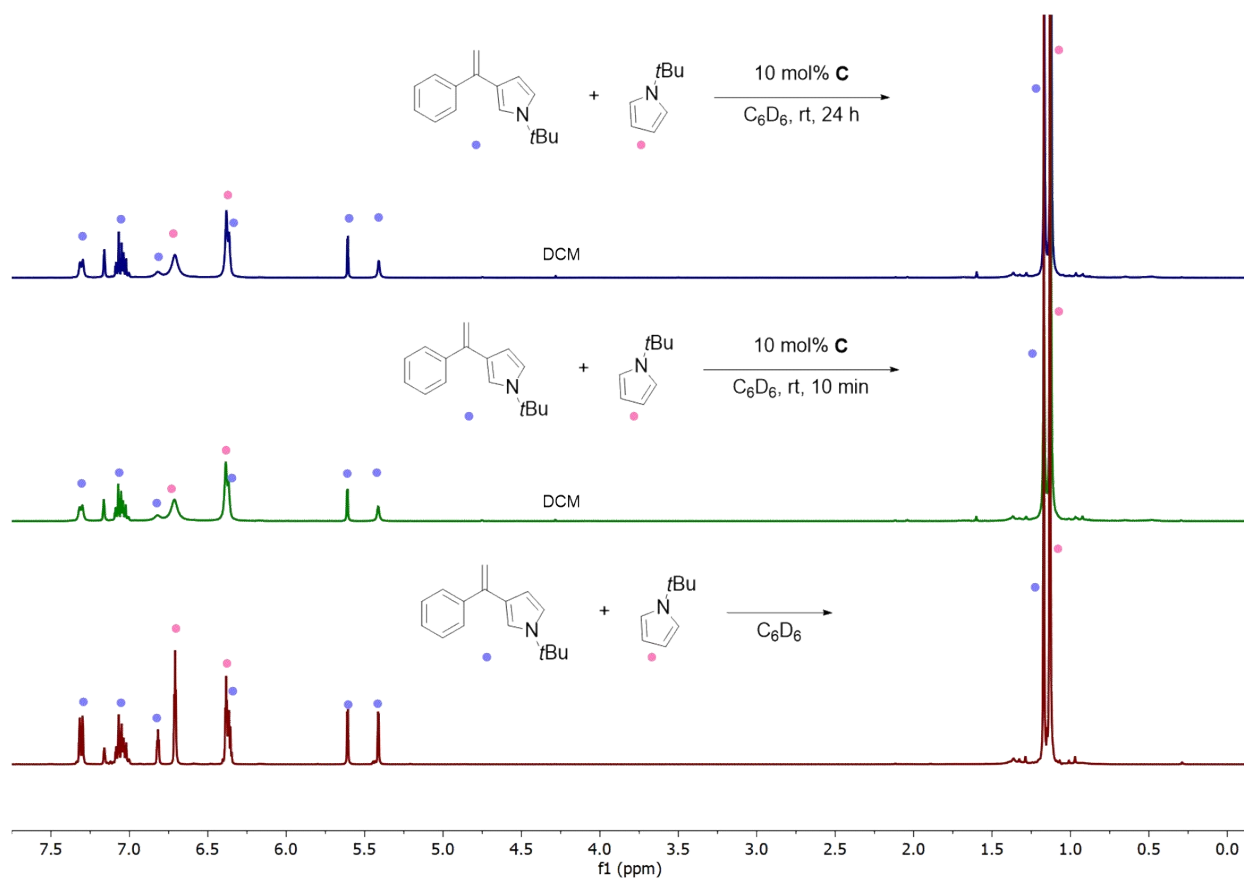 tBu
N
10 mol% C
+
N
tBu
C6D6, rt, 24 h
DCM
tBu
N
10 mol% C
+
N
tBu
C6D6, rt, 10 min
DCM
tBu
N
+
N
tBu
C6D6
7.5 7.0 6.5 6.0 5.5 5.0 4.5 4.0 3.5 3.0 2.5 2.0 1.5 1.0 0.5 0.0
f1 (ppm)